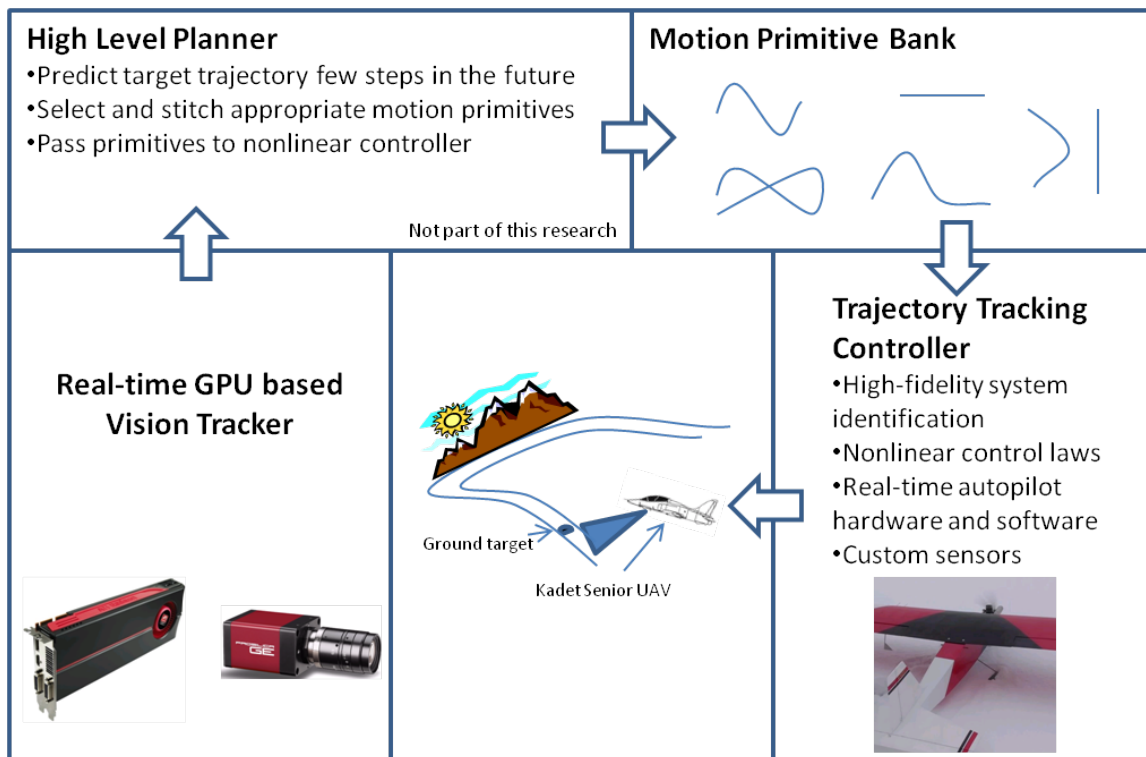 High Level Planner
•Predict target trajectory few steps in the future
•Select and stitch appropriate motion primitives
•Pass primitives to nonlinear controller
Not part of this research
Motion Primitive Bank
Real-time GPU based
Vision Tracker
Ground target
Kadet Senior UAV
Trajectory Tracking
Controller
•High-fidelity system
identification
•Nonlinear control laws
•Real-time autopilot
hardware and software
•Custom sensors
GE